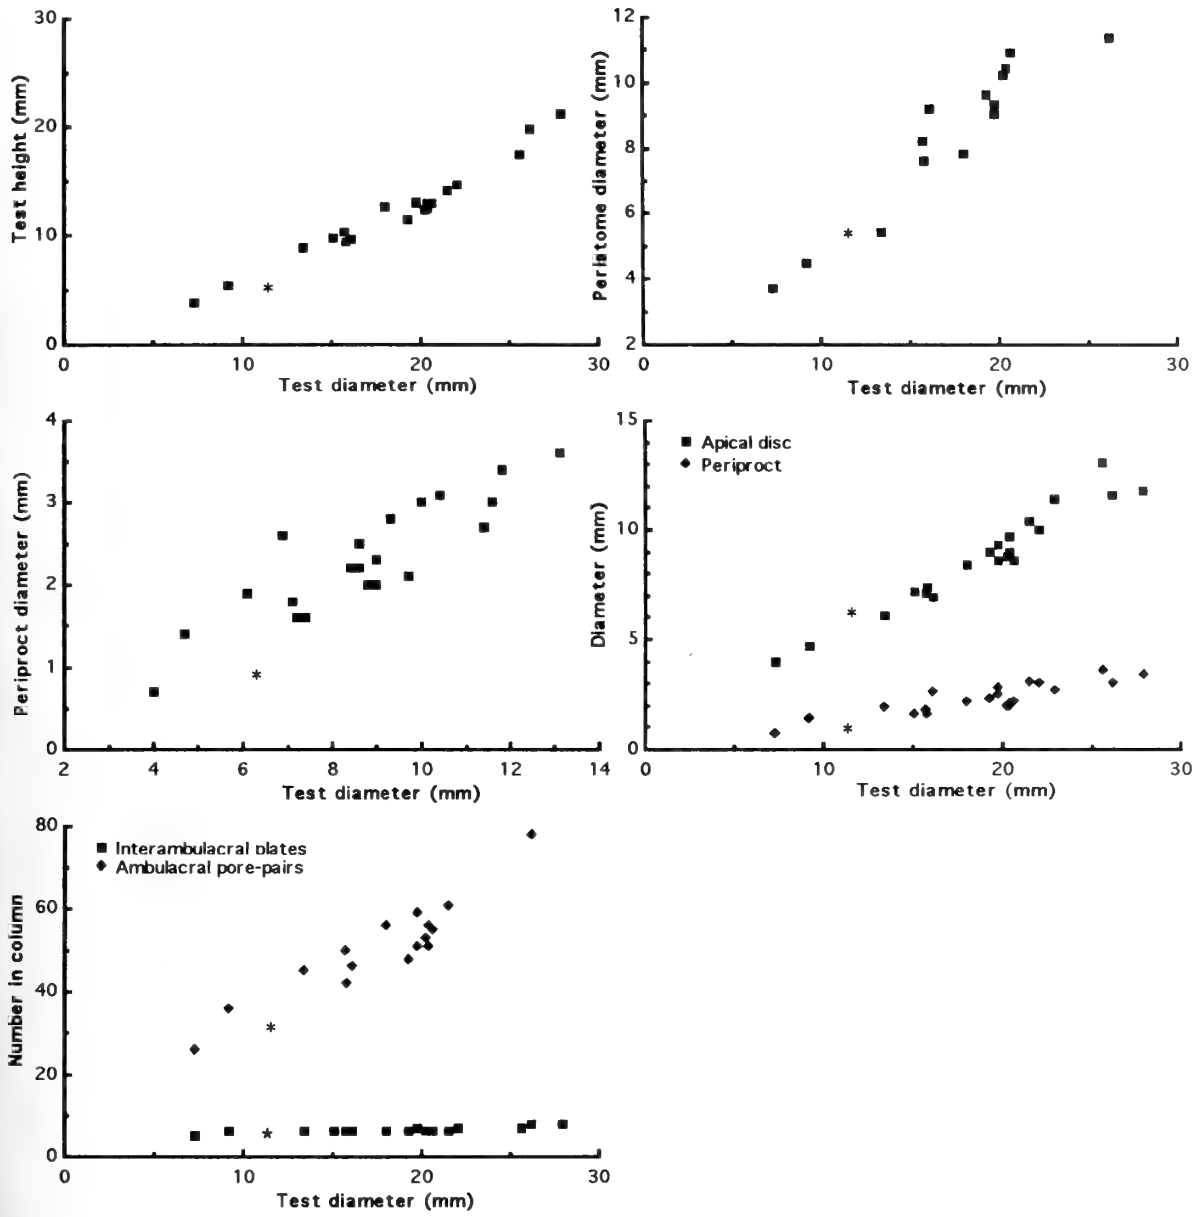 30
20
10
0
Test height (mm)
0 10 20 30
Test diameter (mm)
12
10
8
6
4
2
Peristome diameter (mm)
0 10 20 30
Test diameter (mm)
4
3
2
1
0
Periproct diameter (mm)
2 4 6 8 10 12 14
Test diameter (mm)
15
10
5
0
Diameter (mm)
Apical disc
Periproct
0 10 20 30
Test diameter (mm)
80
60
40
20
0
Number in column
Interambulacral plates
Ambulacral pore-pairs
0 10 20 30
Test diameter (mm)